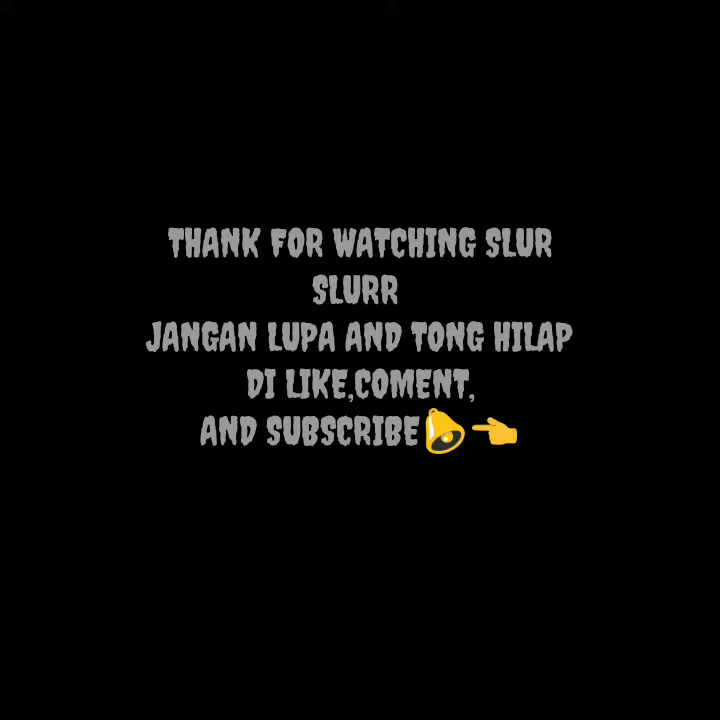 THANK FOR WATCHING SLUR
SLURR
JANGAN LUPA AND TONG HILAP
DI LIKE,COMENT,
AND SUBSCRIBE🔔👈